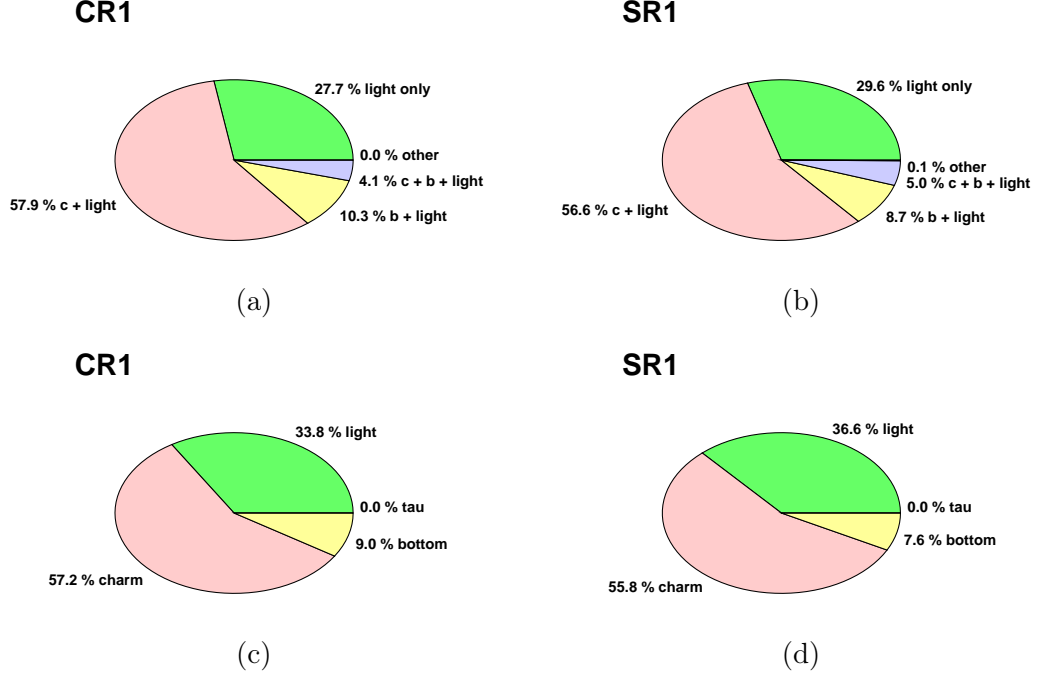 CR1
27.7 % light only
0.0 % other
4.1 % c + b + light
10.3 % b + light
57.9 % c + light
(a)
SR1
29.6 % light only
0.1 % other
5.0 % c + b + light
8.7 % b + light
56.6 % c + light
(b)
CR1
33.8 % light
0.0 % tau
9.0 % bottom
57.2 % charm
(c)
SR1
36.6 % light
0.0 % tau
7.6 % bottom
55.8 % charm
(d)